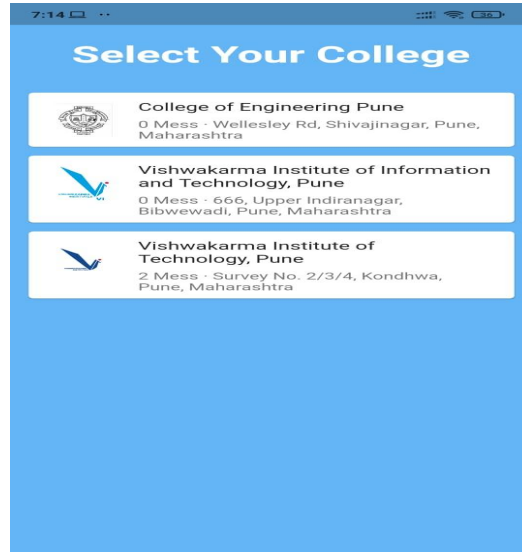 7:14
36
Select Your College
College of Engineering Pune
0 Mess · Wellesley Rd, Shivajinagar, Pune,
Maharashtra
Vishwakarma Institute of Information
and Technology, Pune
0 Mess · 666, Upper Indiranagar,
Bibwewadi, Pune, Maharashtra
Vishwakarma Institute of
Technology, Pune
2 Mess · Survey No. 2/3/4, Kondhwa,
Pune, Maharashtra